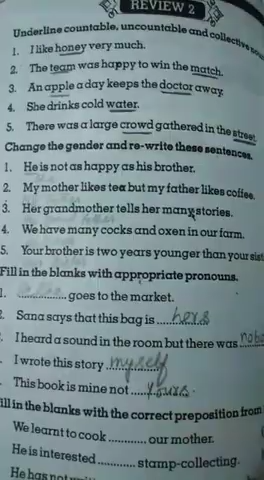 REVIEW 2
Underline countable, uncountable and collective
1. I like honey very much.
2. The team was happy to win the match.
3. An apple a day keeps the doctor away.
4. She drinks cold water.
5. There was a large crowd gathered in the street.
Change the gender and re-write these sentences.
1. He is not as happy as his brother.
2. My mother likes tea but my father likes coffee.
3. Her grandmother tells her many stories.
4. We have many cocks and oxen in our farm.
5. Your brother is two years younger than your sist
Fill in the blanks with appropriate pronouns.
1. .................. goes to the market.
Sana says that this bag is ....hers
I heard a sound in the room but there was nobo
I wrote this story myself
This book is mine not ....yours.
ill in the blanks with the correct preposition from
We learnt to cook ............ our mother.
He is interested ............ stamp-collecting.
He has not